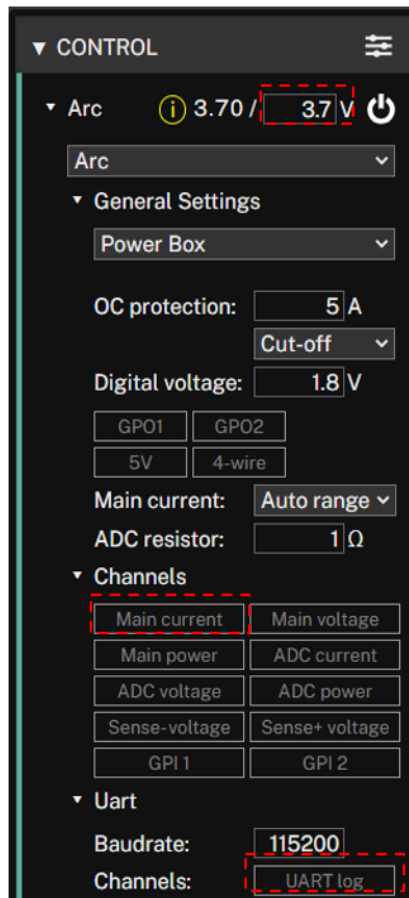 ▼ CONTROL
▼ Arc ⓘ 3.70 / 3.7 V
Arc
▼ General Settings
Power Box
OC protection: 5 A
Cut-off
Digital voltage: 1.8 V
GPO1 GPO2
5V 4-wire
Main current: Auto range
ADC resistor: 1 Ω
▼ Channels
Main current Main voltage
Main power ADC current
ADC voltage ADC power
Sense-voltage Sense+ voltage
GPI 1 GPI 2
▼ Uart
Baudrate: 115200
Channels: UART log